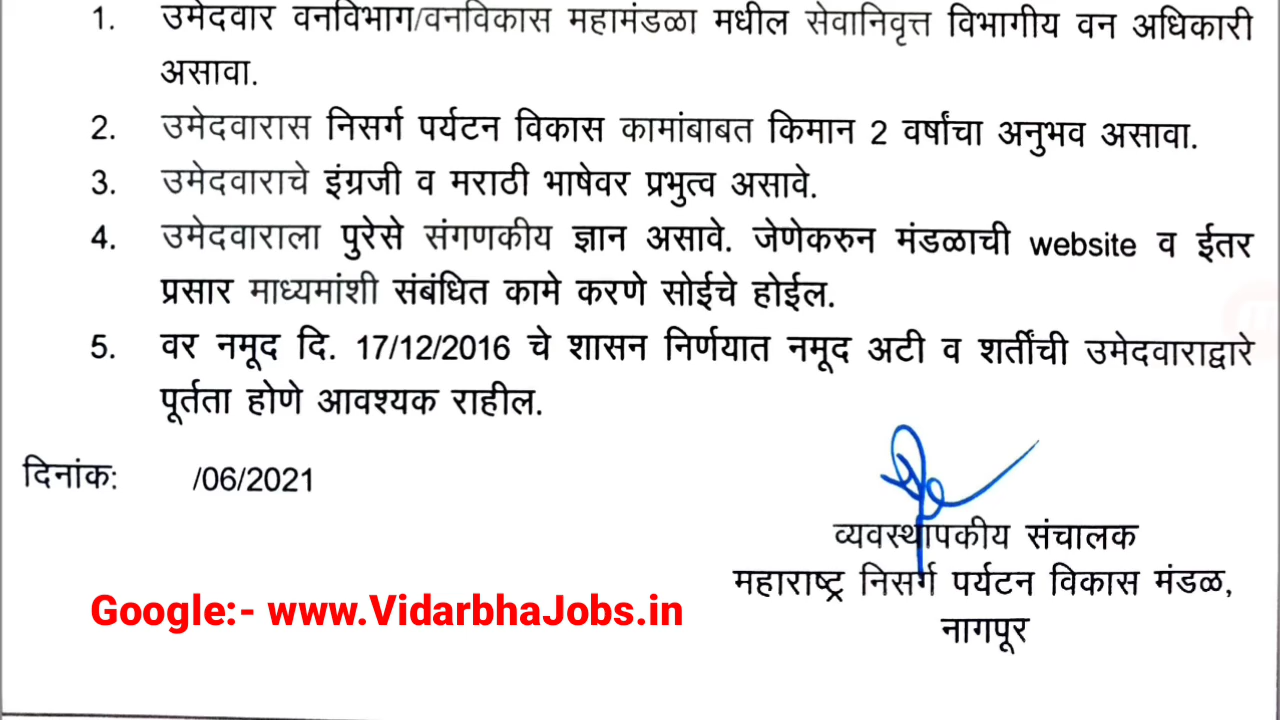 1. उमेदवार वनविभाग/वनविकास महामंडळा मधील सेवानिवृत्त विभागीय वन अधिकारी
असावा.
2. उमेदवारास निसर्ग पर्यटन विकास कामांबाबत किमान 2 वर्षांचा अनुभव असावा.
3. उमेदवाराचे इंग्रजी व मराठी भाषेवर प्रभुत्व असावे.
4. उमेदवाराला पुरेसे संगणकीय ज्ञान असावे. जेणेकरुन मंडळाची website व ईतर
प्रसार माध्यमांशी संबंधित कामे करणे सोईचे होईल.
5. वर नमूद दि. 17/12/2016 चे शासन निर्णयात नमूद अटी व शर्तींची उमेदवाराद्वारे
पूर्तता होणे आवश्यक राहील.
दिनांक: /06/2021
व्यवस्थापकीय संचालक
महाराष्ट्र निसर्ग पर्यटन विकास मंडळ,
नागपूर
Google:- www.VidarbhaJobs.in